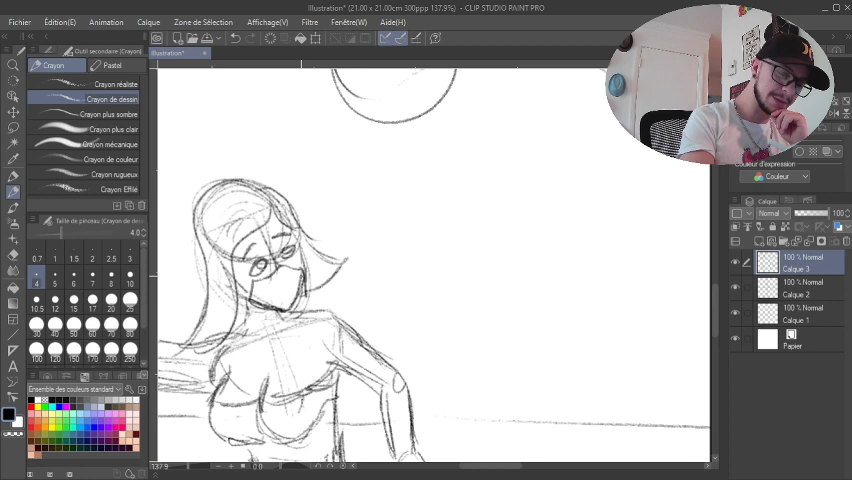 Illustration* (21.00 x 21.00cm 300ppp 137.9%) - CLIP STUDIO PAINT PRO
Fichier Édition(E) Animation Calque Zone de Sélection Affichage(V) Filtre Fenêtre(W) Aide(H)
Outil secondaire (Crayon)
Illustration*
Crayon Pastel
Crayon réaliste
Crayon de dessin
Crayon plus sombre
Crayon plus clair
Crayon mécanique
Crayon de couleur
Crayon rugueux
Crayon Effilé
Taille de pinceau (Crayon de de
4.0
0.7 1 1.5 2 2.5 3
4 5 6 7 8 10
10.5 12 15 17 20 25
30 40 50 60 70 80
100 120 150 170 200 250
Ensemble des couleurs standard
137.9 0.0
Couleur d'expression
Couleur
Calque
Normal 100
100 % Normal
Calque 3
100 % Normal
Calque 2
100 % Normal
Calque 1
Papier